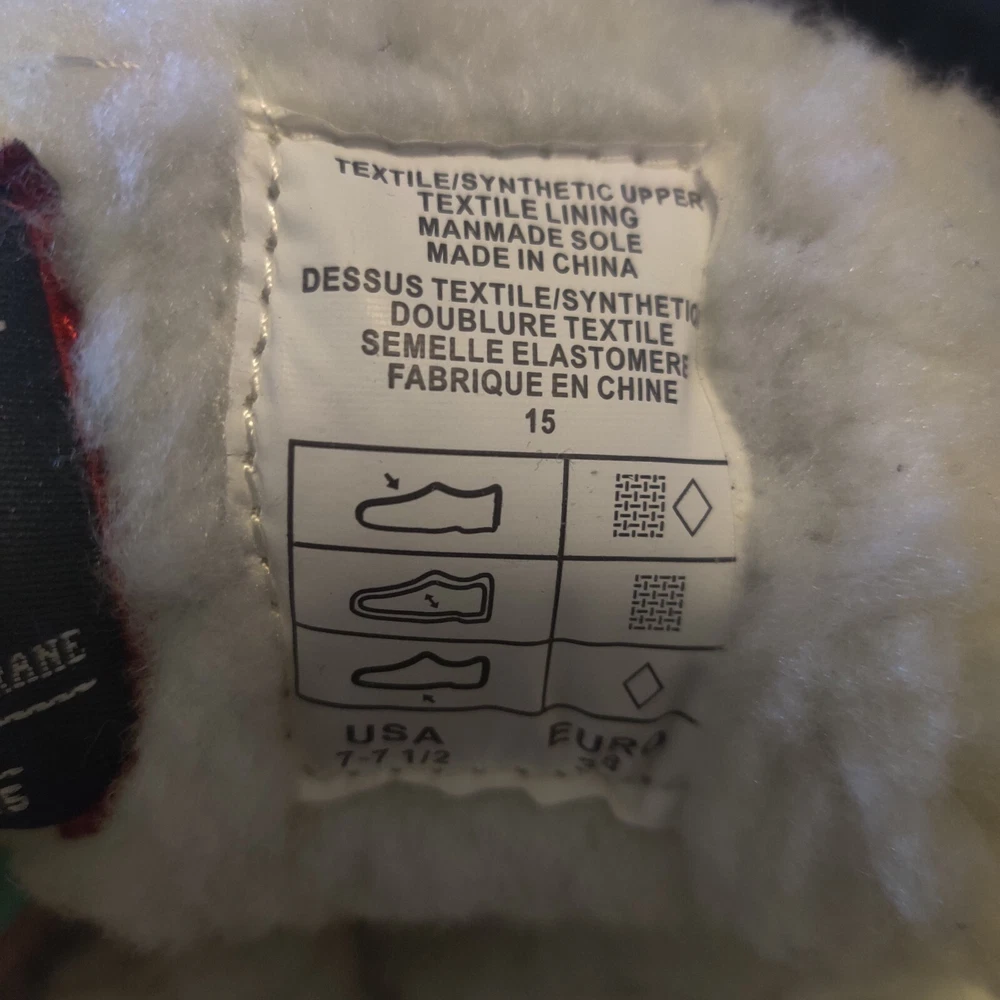 TEXTILE/SYNTHETIC UPPER
TEXTILE LINING
MANMADE SOLE
MADE IN CHINA
DESSUS TEXTILE/SYNTHETIC
DOUBLURE TEXTILE
SEMELLE ELASTOMERE
FABRIQUE EN CHINE
15
USA EURO
7-7 1/2